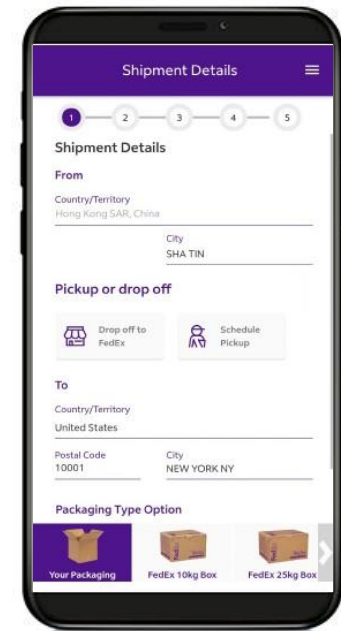 Shipment Details
1 2 3 4 5
Shipment Details
From
Country/Territory
Hong Kong SAR, China
City
SHA TIN
Pickup or drop off
Drop off to
FedEx
Schedule
Pickup
To
Country/Territory
United States
Postal Code
10001
City
NEW YORK NY
Packaging Type Option
Your Packaging
FedEx 10kg Box
FedEx 25kg Box